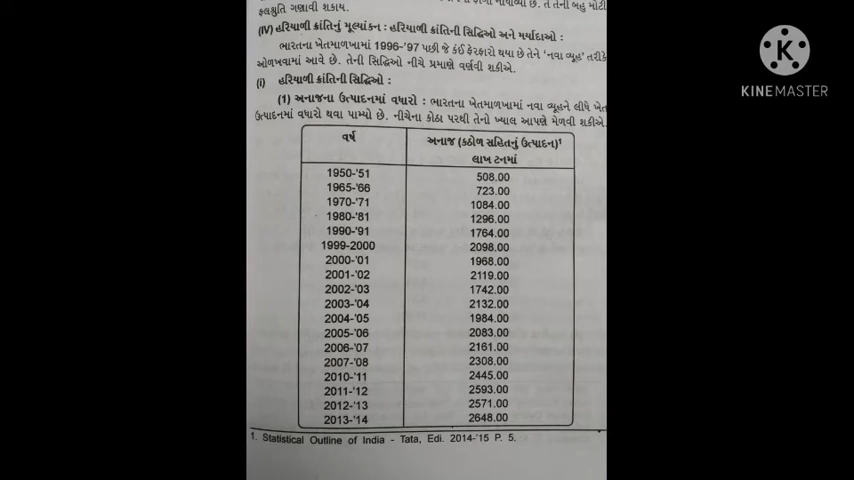 ફલશ્રુતિ ગણાવી શકાય.
(IV) હરિયાળી ક્રાંતિનું મૂલ્યાંકન : હરિયાળી ક્રાંતિની સિદ્ધિઓ અને મર્યાદાઓ :
ભારતના ખેતમાળખામાં 1996-'97 પછી જે કંઈ ફેરફારો થયા છે તેને 'નવા વ્યૂહ' તરીકે
ઓળખવામાં આવે છે. તેની સિદ્ધિઓ નીચે પ્રમાણે વર્ણવી શકીએ.
(i) હરિયાળી ક્રાંતિની સિદ્ધિઓ :
(1) અનાજના ઉત્પાદનમાં વધારો : ભારતના ખેતમાળખામાં નવા વ્યૂહને લીધે ખેત
ઉત્પાદનમાં વધારો થવા પામ્યો છે. નીચેના કોઠા પરથી તેનો ખ્યાલ આપણે મેળવી શકીએ.
વર્ષ અનાજ (કઠોળ સહિતનું ઉત્પાદન)¹
લાખ ટનમાં
1950-'51 508.00
1965-'66 723.00
1970-'71 1084.00
1980-'81 1296.00
1990-'91 1764.00
1999-2000 2098.00
2000-'01 1968.00
2001-'02 2119.00
2002-'03 1742.00
2003-'04 2132.00
2004-'05 1984.00
2005-'06 2083.00
2006-'07 2161.00
2007-'08 2308.00
2010-'11 2445.00
2011-'12 2593.00
2012-'13 2571.00
2013-'14 2648.00
1. Statistical Outline of India - Tata, Edi. 2014-'15 P. 5.
K
KINEMASTER